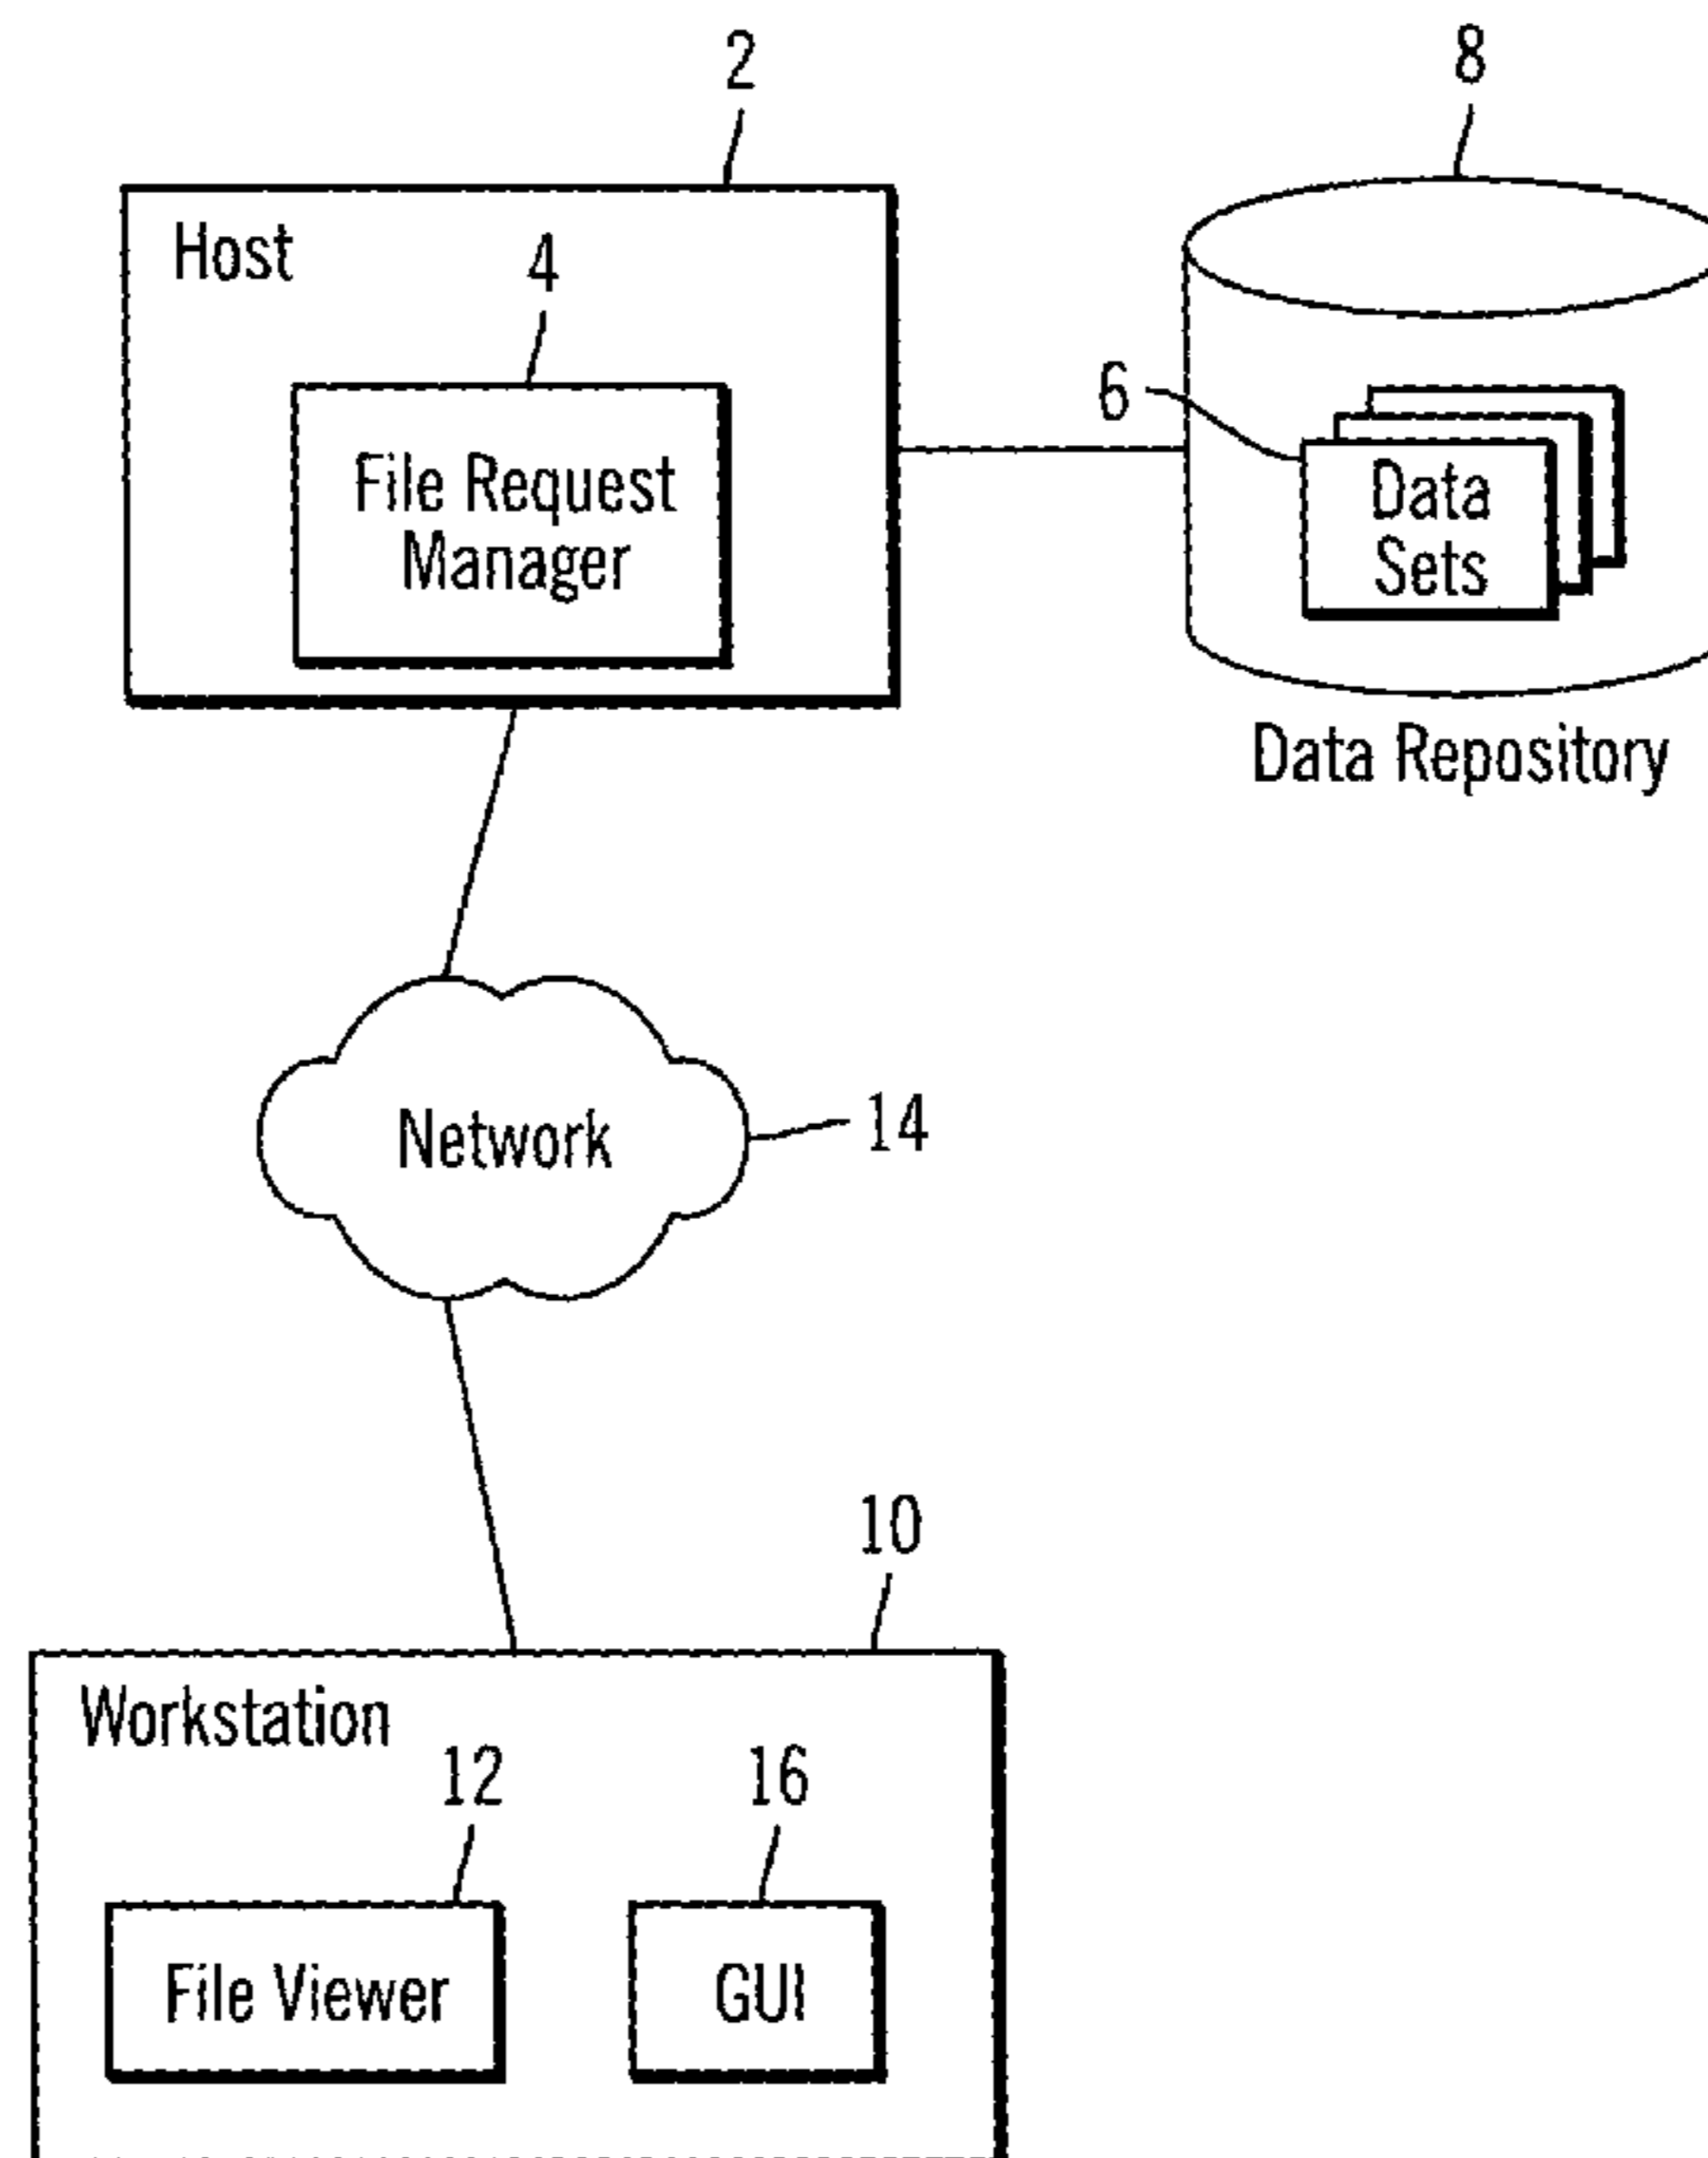 2
8
Host
4
6
File Request
Manager
Data
Sets
Data Repository
Network
14
10
Workstation
12
16
File Viewer
GUI